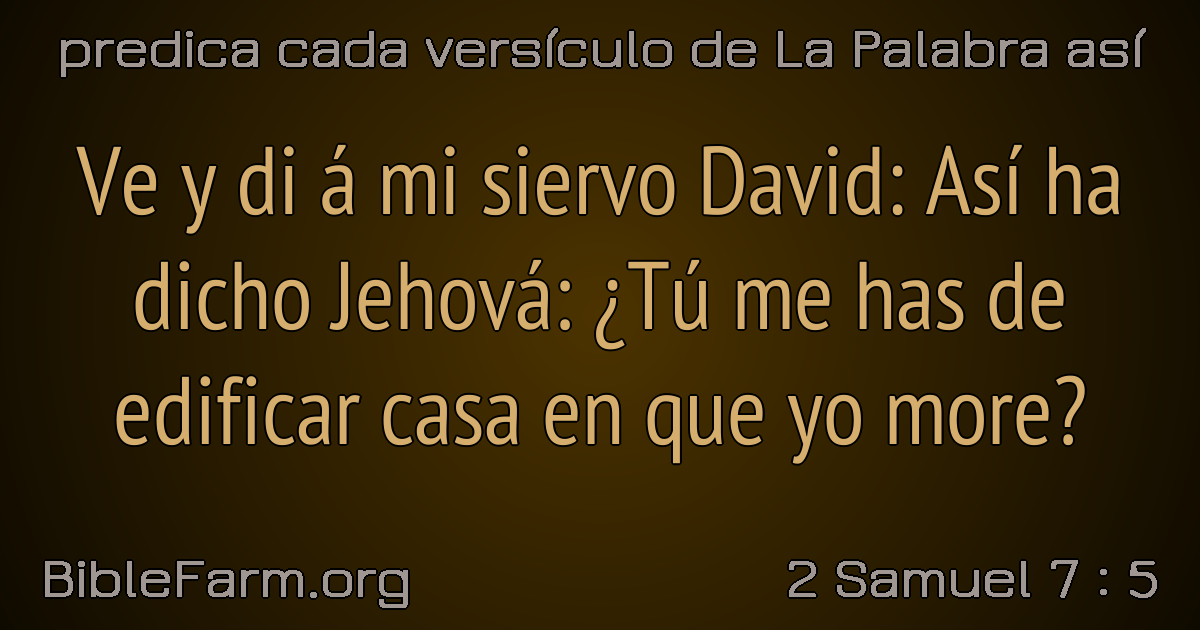 predica cada versículo de La Palabra así
Ve y di á mi siervo David: Así ha
dicho Jehová: ¿Tú me has de
edificar casa en que yo more?
BibleFarm.org
2 Samuel 7 : 5